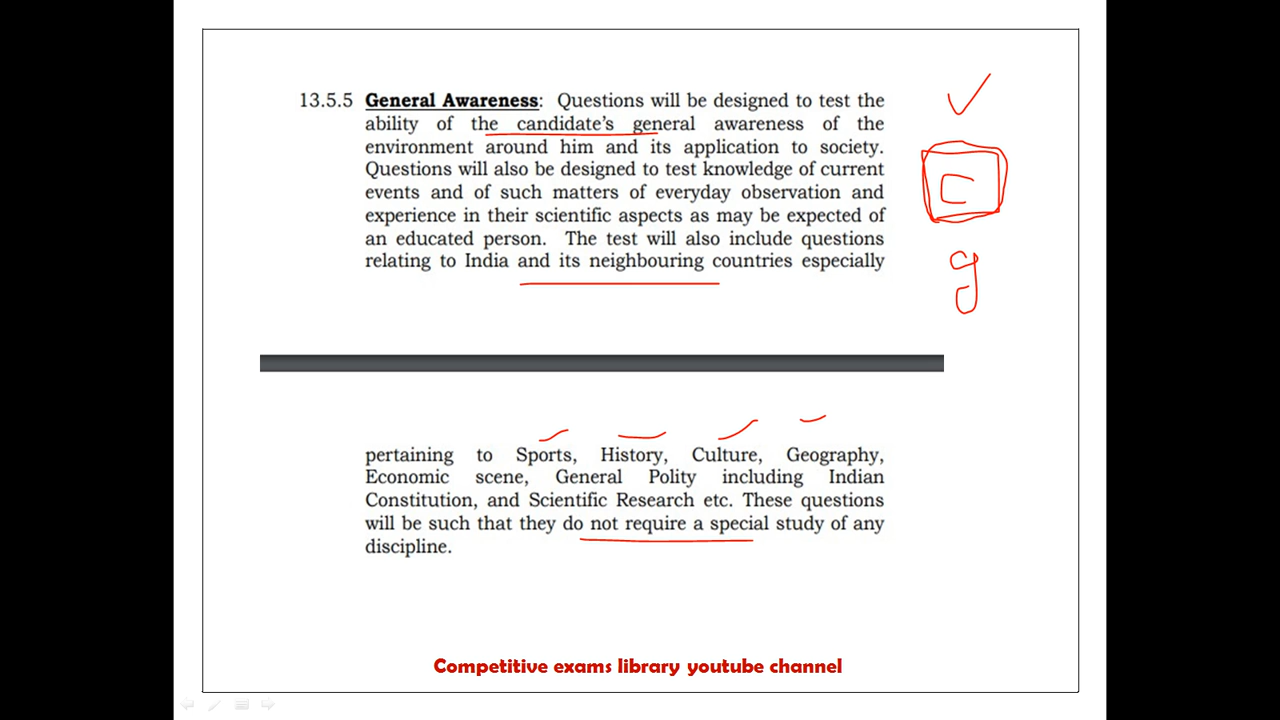 13.5.5 General Awareness: Questions will be designed to test the
ability of the candidate's general awareness of the
environment around him and its application to society.
Questions will also be designed to test knowledge of current
events and of such matters of everyday observation and
experience in their scientific aspects as may be expected of
an educated person. The test will also include questions
relating to India and its neighbouring countries especially
C
g
pertaining to Sports, History, Culture, Geography,
Economic scene, General Polity including Indian
Constitution, and Scientific Research etc. These questions
will be such that they do not require a special study of any
discipline.
Competitive exams library youtube channel